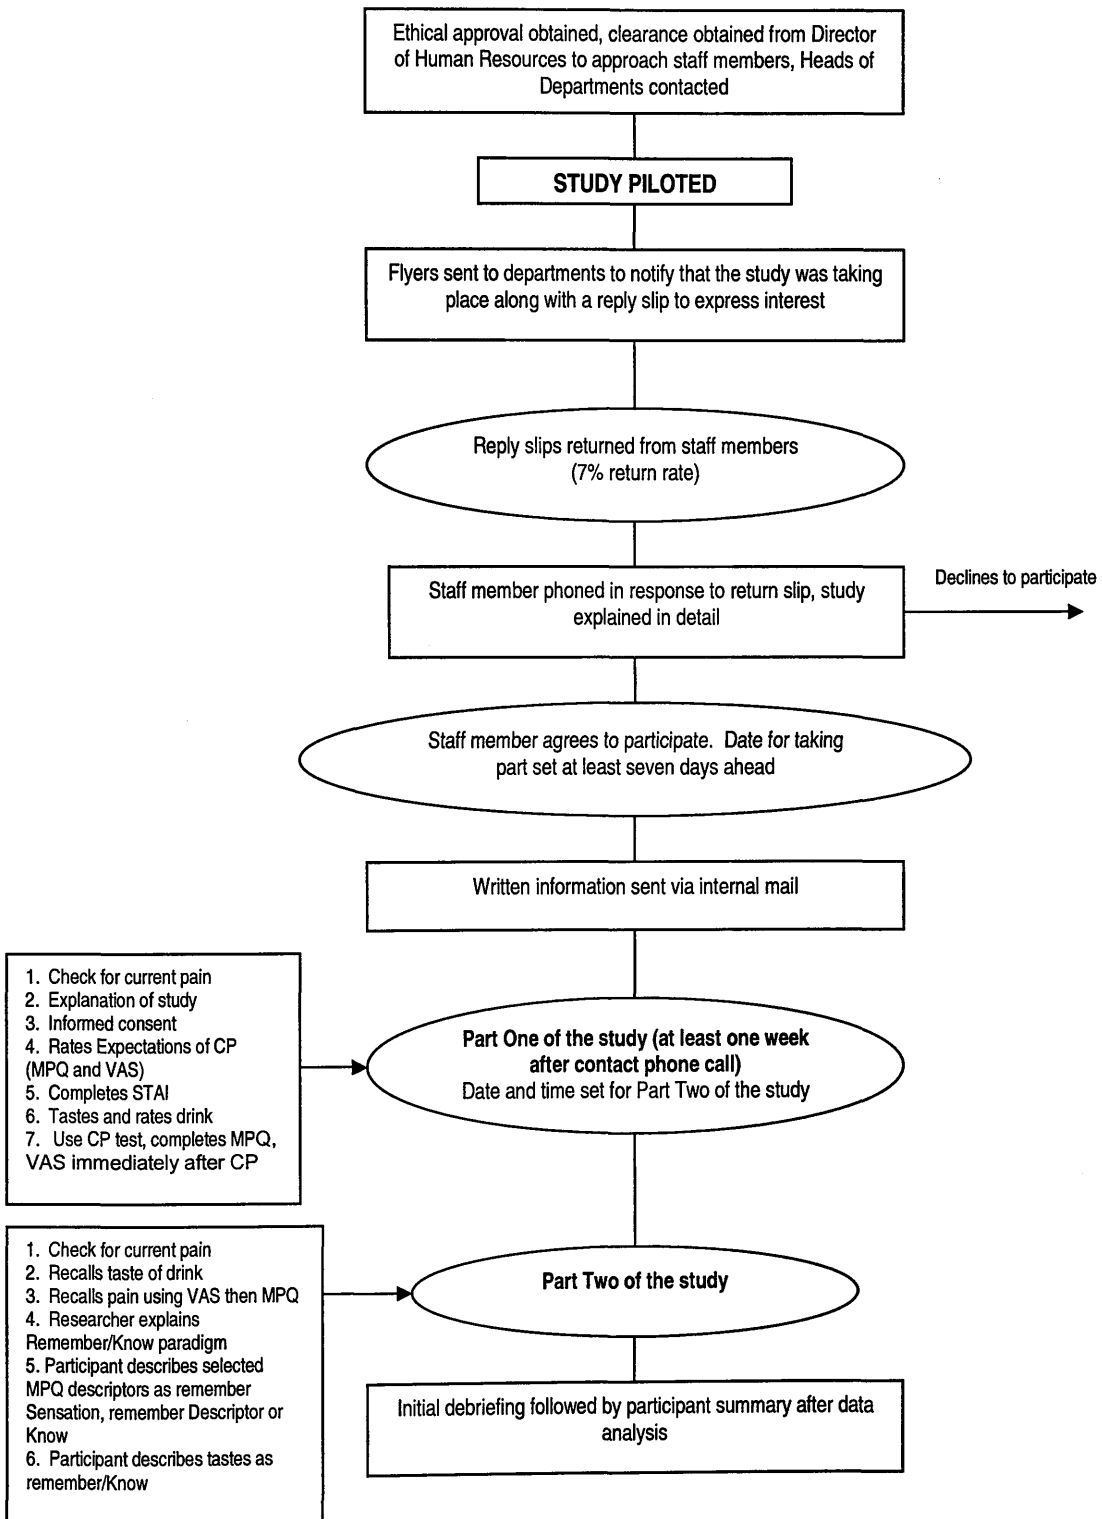 Ethical approval obtained, clearance obtained from Director
of Human Resources to approach staff members, Heads of
Departments contacted
STUDY PILOTED
Flyers sent to departments to notify that the study was taking
place along with a reply slip to express interest
Reply slips returned from staff members
(7% return rate)
Staff member phoned in response to return slip, study
explained in detail
Declines to participate
Staff member agrees to participate. Date for taking
part set at least seven days ahead
Written information sent via internal mail
1. Check for current pain
2. Explanation of study
3. Informed consent
4. Rates Expectations of CP
(MPQ and VAS)
5. Completes STAI
6. Tastes and rates drink
7. Use CP test, completes MPQ,
VAS immediately after CP
Part One of the study (at least one week
after contact phone call)
Date and time set for Part Two of the study
1. Check for current pain
2. Recalls taste of drink
3. Recalls pain using VAS then MPQ
4. Researcher explains
Remember/Know paradigm
5. Participant describes selected
MPQ descriptors as remember
Sensation, remember Descriptor or
Know
6. Participant describes tastes as
remember/Know
Part Two of the study
Initial debriefing followed by participant summary after data
analysis